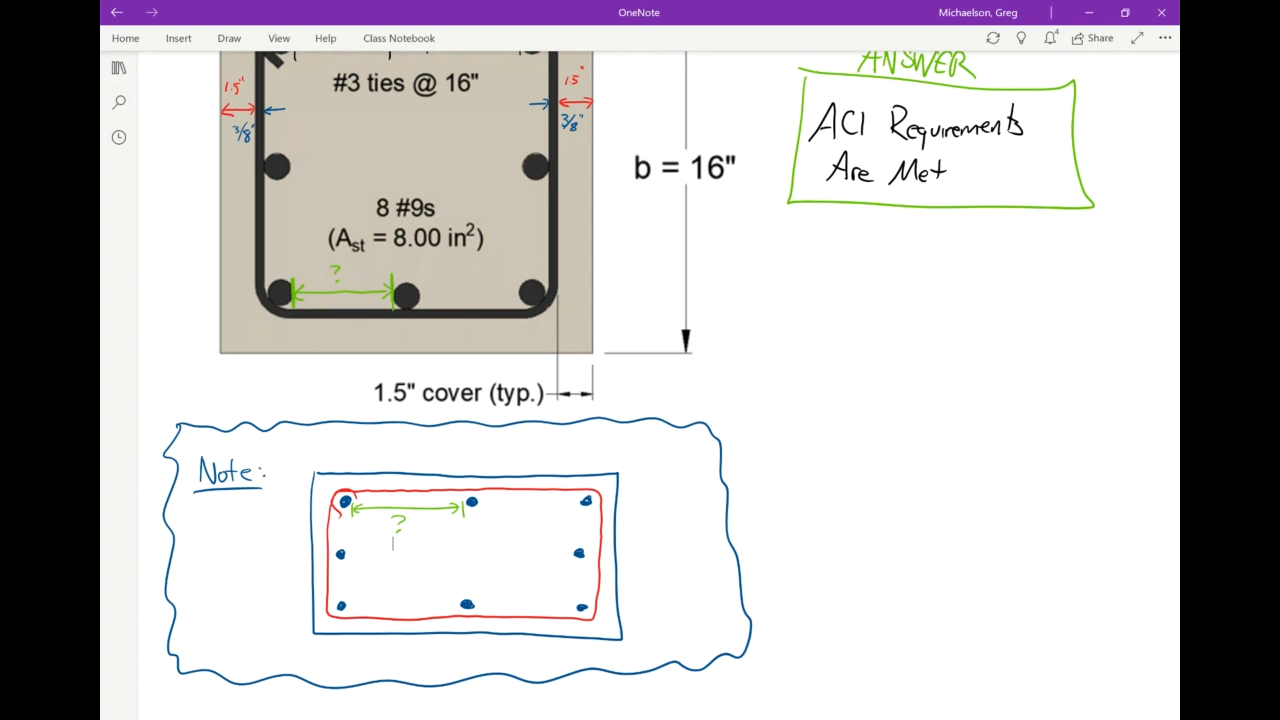 OneNote
Michaelson, Greg
Home
Insert
Draw
View
Help
Class Notebook
4
Share
ANSWER
ACI Requirements
Are Met
1.5"
#3 ties @ 16"
1.5"
3/8"
3/8"
b = 16"
8 #9s
(Ast = 8.00 in²)
?
1.5" cover (typ.)
Note:
?